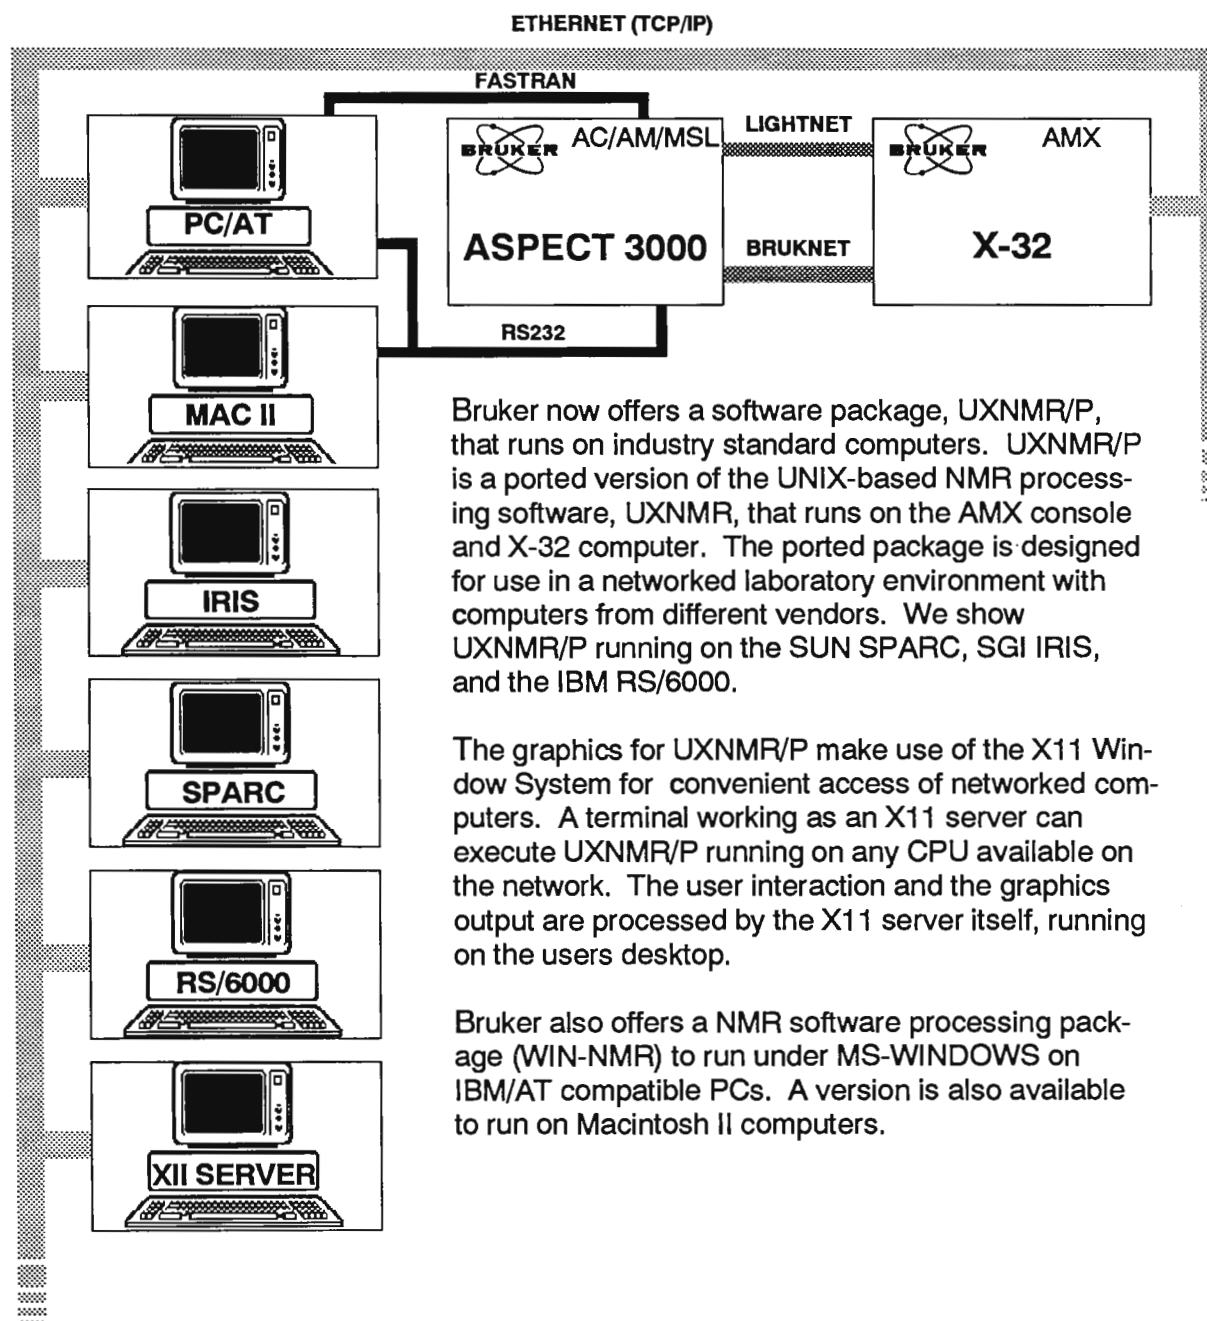 ETHERNET (TCP/IP)
FASTRAN
BRUKER
AC/AM/MSL
ASPECT 3000
LIGHTNET
BRUKNET
BRUKER
AMX
X-32
RS232
PC/AT
MAC II
IRIS
SPARC
RS/6000
XII SERVER
Bruker now offers a software package, UXNMR/P,
that runs on industry standard computers. UXNMR/P
is a ported version of the UNIX-based NMR process-
ing software, UXNMR, that runs on the AMX console
and X-32 computer. The ported package is designed
for use in a networked laboratory environment with
computers from different vendors. We show
UXNMR/P running on the SUN SPARC, SGI IRIS,
and the IBM RS/6000.
The graphics for UXNMR/P make use of the X11 Win-
dow System for convenient access of networked com-
puters. A terminal working as an X11 server can
execute UXNMR/P running on any CPU available on
the network. The user interaction and the graphics
output are processed by the X11 server itself, running
on the users desktop.
Bruker also offers a NMR software processing pack-
age (WIN-NMR) to run under MS-WINDOWS on
IBM/AT compatible PCs. A version is also available
to run on Macintosh II computers.